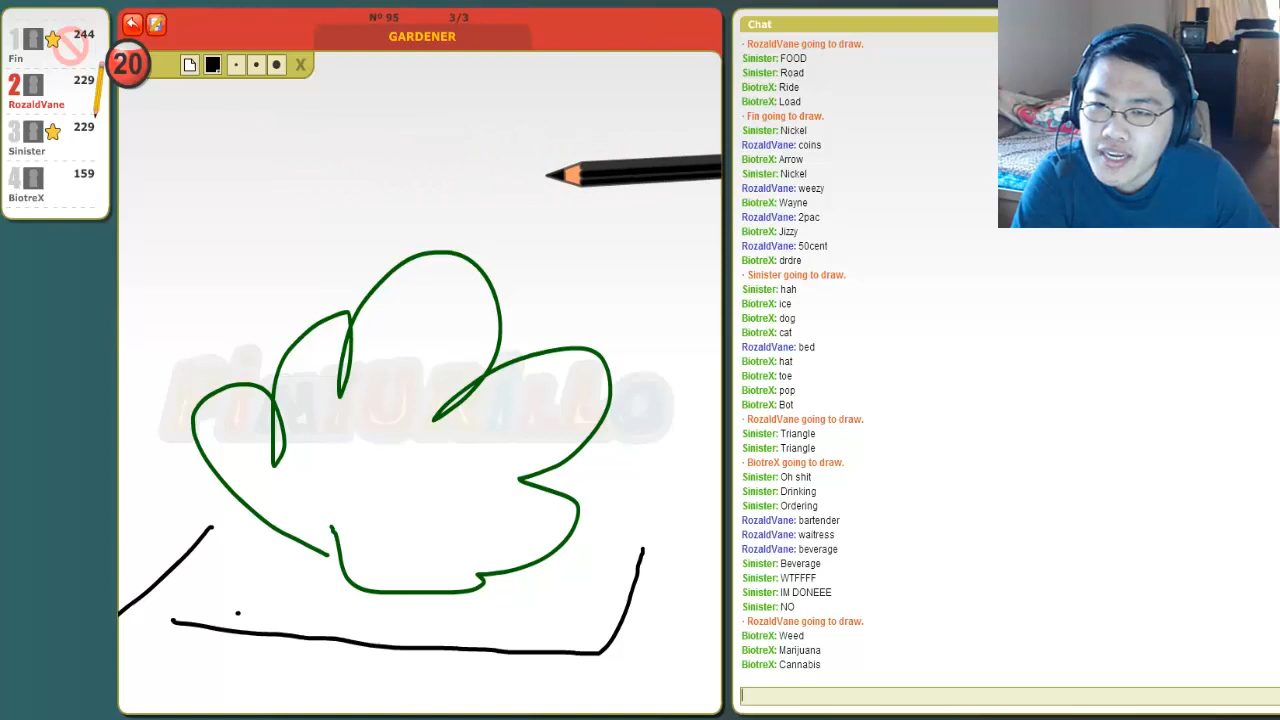 Nº 95 3/3
GARDENER
20
X
1 244
Fin
2 229
RozaldVane
3 229
Sinister
4 159
BiotreX
Chat
· RozaldVane going to draw.
Sinister: FOOD
Sinister: Road
BiotreX: Ride
BiotreX: Load
· Fin going to draw.
Sinister: Nickel
RozaldVane: coins
BiotreX: Arrow
Sinister: Nickel
RozaldVane: weezy
BiotreX: Wayne
RozaldVane: 2pac
BiotreX: Jizzy
RozaldVane: 50cent
BiotreX: drdre
· Sinister going to draw.
Sinister: hah
BiotreX: ice
BiotreX: dog
BiotreX: cat
RozaldVane: bed
BiotreX: hat
BiotreX: toe
BiotreX: pop
BiotreX: Bot
· RozaldVane going to draw.
Sinister: Triangle
Sinister: Triangle
· BiotreX going to draw.
Sinister: Oh shit
Sinister: Drinking
Sinister: Ordering
RozaldVane: bartender
RozaldVane: waitress
RozaldVane: beverage
Sinister: Beverage
Sinister: WTFFFF
Sinister: IM DONEEE
Sinister: NO
· RozaldVane going to draw.
BiotreX: Weed
BiotreX: Marijuana
BiotreX: Cannabis